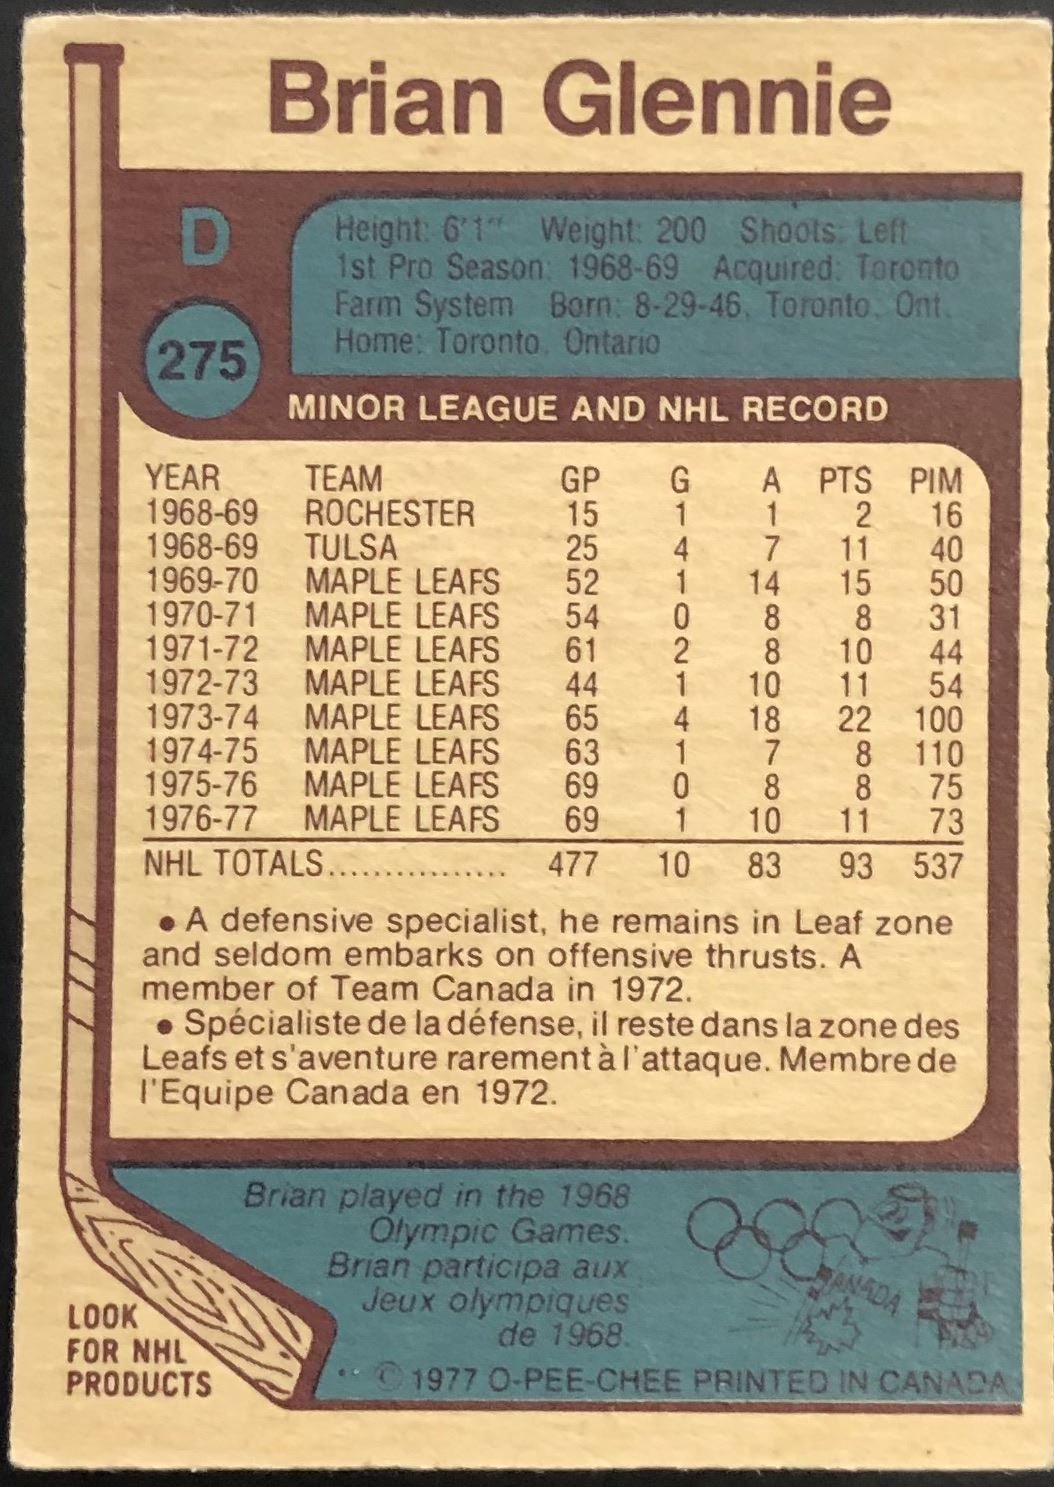 Brian Glennie
D
275
Height: 6'1" Weight: 200 Shoots: Left
1st Pro Season: 1968-69 Acquired: Toronto
Farm System Born: 8-29-46, Toronto, Ont.
Home: Toronto, Ontario
MINOR LEAGUE AND NHL RECORD
YEAR TEAM GP G A PTS PIM
1968-69 ROCHESTER 15 1 1 2 16
1968-69 TULSA 25 4 7 11 40
1969-70 MAPLE LEAFS 52 1 14 15 50
1970-71 MAPLE LEAFS 54 0 8 8 31
1971-72 MAPLE LEAFS 61 2 8 10 44
1972-73 MAPLE LEAFS 44 1 10 11 54
1973-74 MAPLE LEAFS 65 4 18 22 100
1974-75 MAPLE LEAFS 63 1 7 8 110
1975-76 MAPLE LEAFS 69 0 8 8 75
1976-77 MAPLE LEAFS 69 1 10 11 73
NHL TOTALS................ 477 10 83 93 537
• A defensive specialist, he remains in Leaf zone
and seldom embarks on offensive thrusts. A
member of Team Canada in 1972.
• Spécialiste de la défense, il reste dans la zone des
Leafs et s'aventure rarement à l'attaque. Membre de
l'Equipe Canada en 1972.
Brian played in the 1968
Olympic Games.
Brian participa aux
Jeux olympiques
de 1968.
CANADA
LOOK
FOR NHL
PRODUCTS
** © 1977 O-PEE-CHEE PRINTED IN CANADA